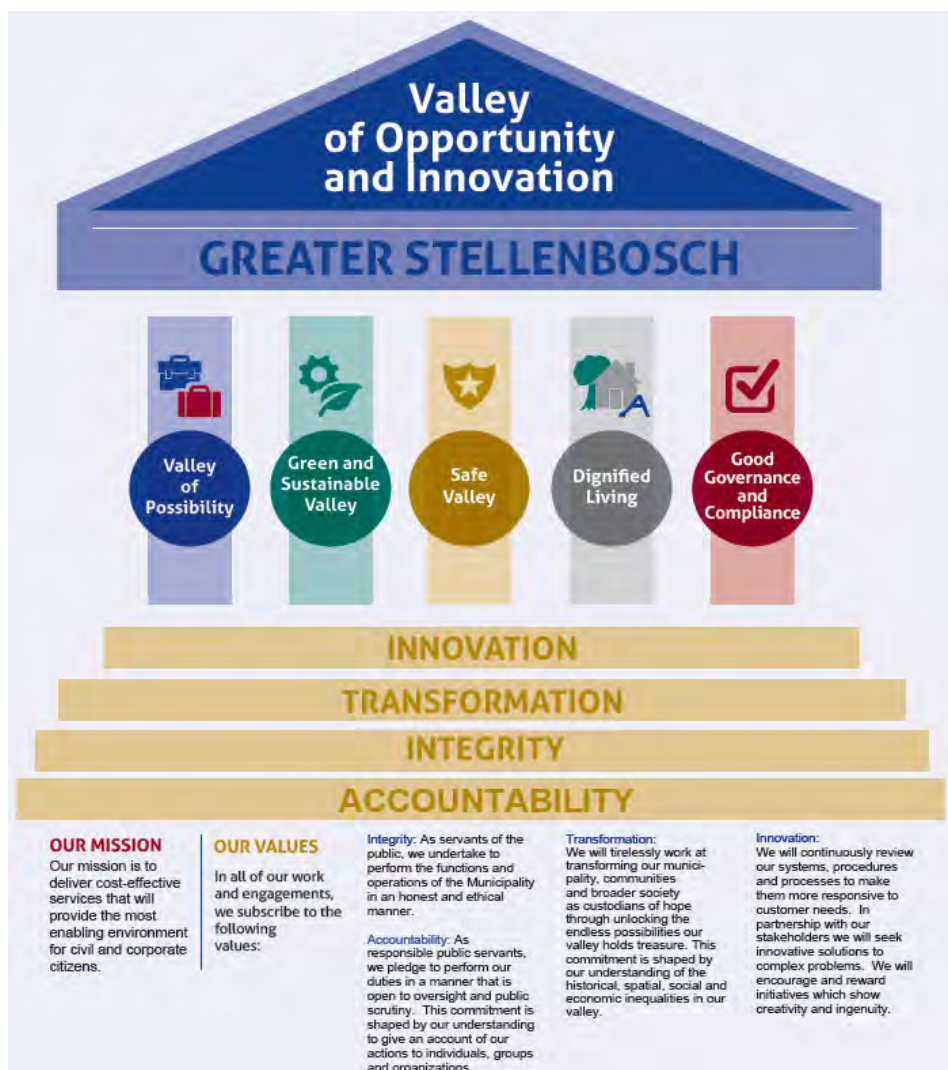 Valley
of Opportunity
and Innovation
GREATER STELLENBOSCH
Valley
of
Possibility
Green and
Sustainable
Valley
Safe
Valley
Dignified
Living
Good
Governance
and
Compliance
INNOVATION
TRANSFORMATION
INTEGRITY
ACCOUNTABILITY
OUR MISSION
Our mission is to
deliver cost-effective
services that will
provide the most
enabling environment
for civil and corporate
citizens.
OUR VALUES
In all of our work
and engagements,
we subscribe to the
following
values:
Integrity: As servants of the
public, we undertake to
perform the functions and
operations of the Municipality
in an honest and ethical
manner.
Accountability: As
responsible public servants,
we pledge to perform our
duties in a manner that is
open to oversight and public
scrutiny. This commitment is
shaped by our understanding
to give an account of our
actions to individuals, groups
and organizations
Transformation:
We will tirelessly work at
transforming our munici-
pality, communities
and broader society
as custodians of hope
through unlocking the
endless possibilities our
valley holds treasure. This
commitment is shaped by
our understanding of the
historical, spatial, social and
economic inequalities in our
valley.
Innovation:
We will continuously review
our systems, procedures
and processes to make
them more responsive to
customer needs. In
partnership with our
stakeholders we will seek
innovative solutions to
complex problems. We will
encourage and reward
initiatives which show
creativity and ingenuity.